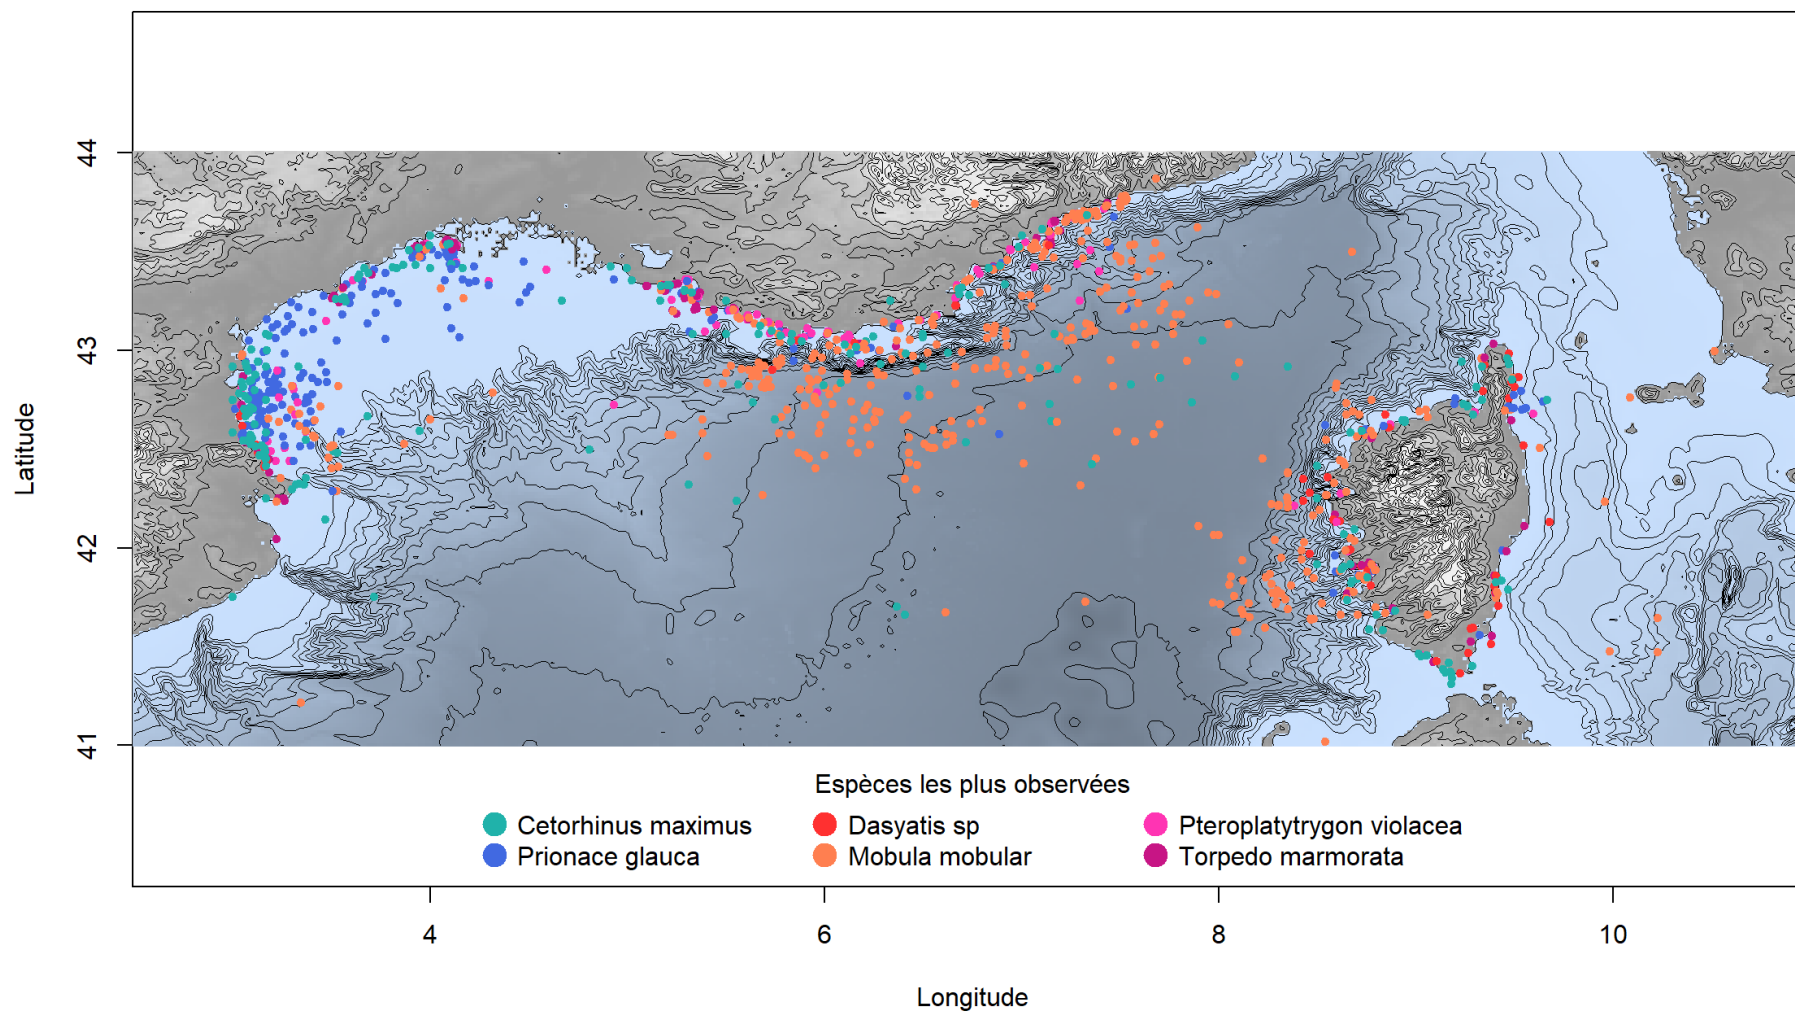 44
43
42
41
Latitude
Espèces les plus observées
Cetorhinus maximus
Dasyatis sp
Pteroplatytrygon violacea
Prionace glauca
Mobula mobular
Torpedo marmorata
4
6
8
10
Longitude